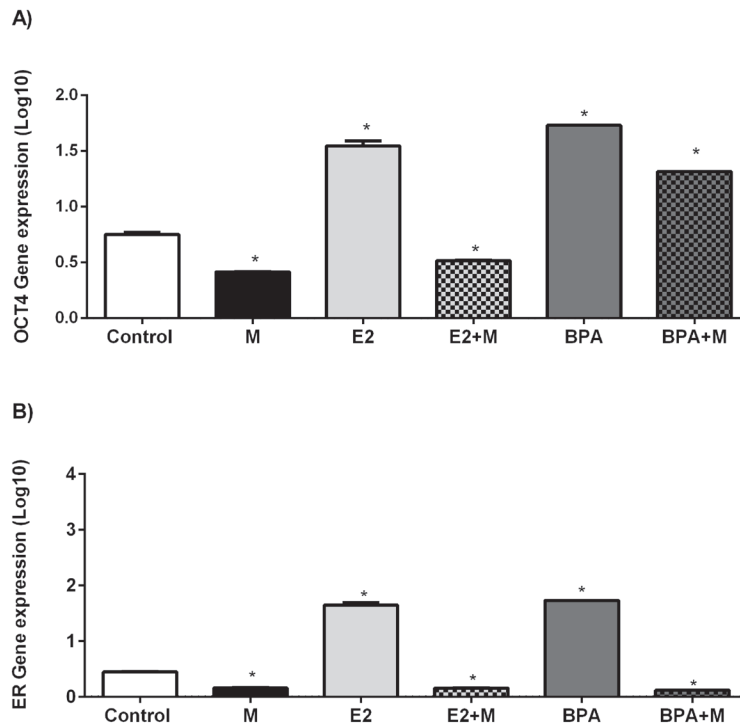 A)
OCT4 Gene expression (Log10)
2.0
1.5
1.0
0.5
0.0
* * * * *
Control M E2 E2+M BPA BPA+M
B)
ER Gene expression (Log10)
4
3
2
1
0
* * * * *
Control M E2 E2+M BPA BPA+M